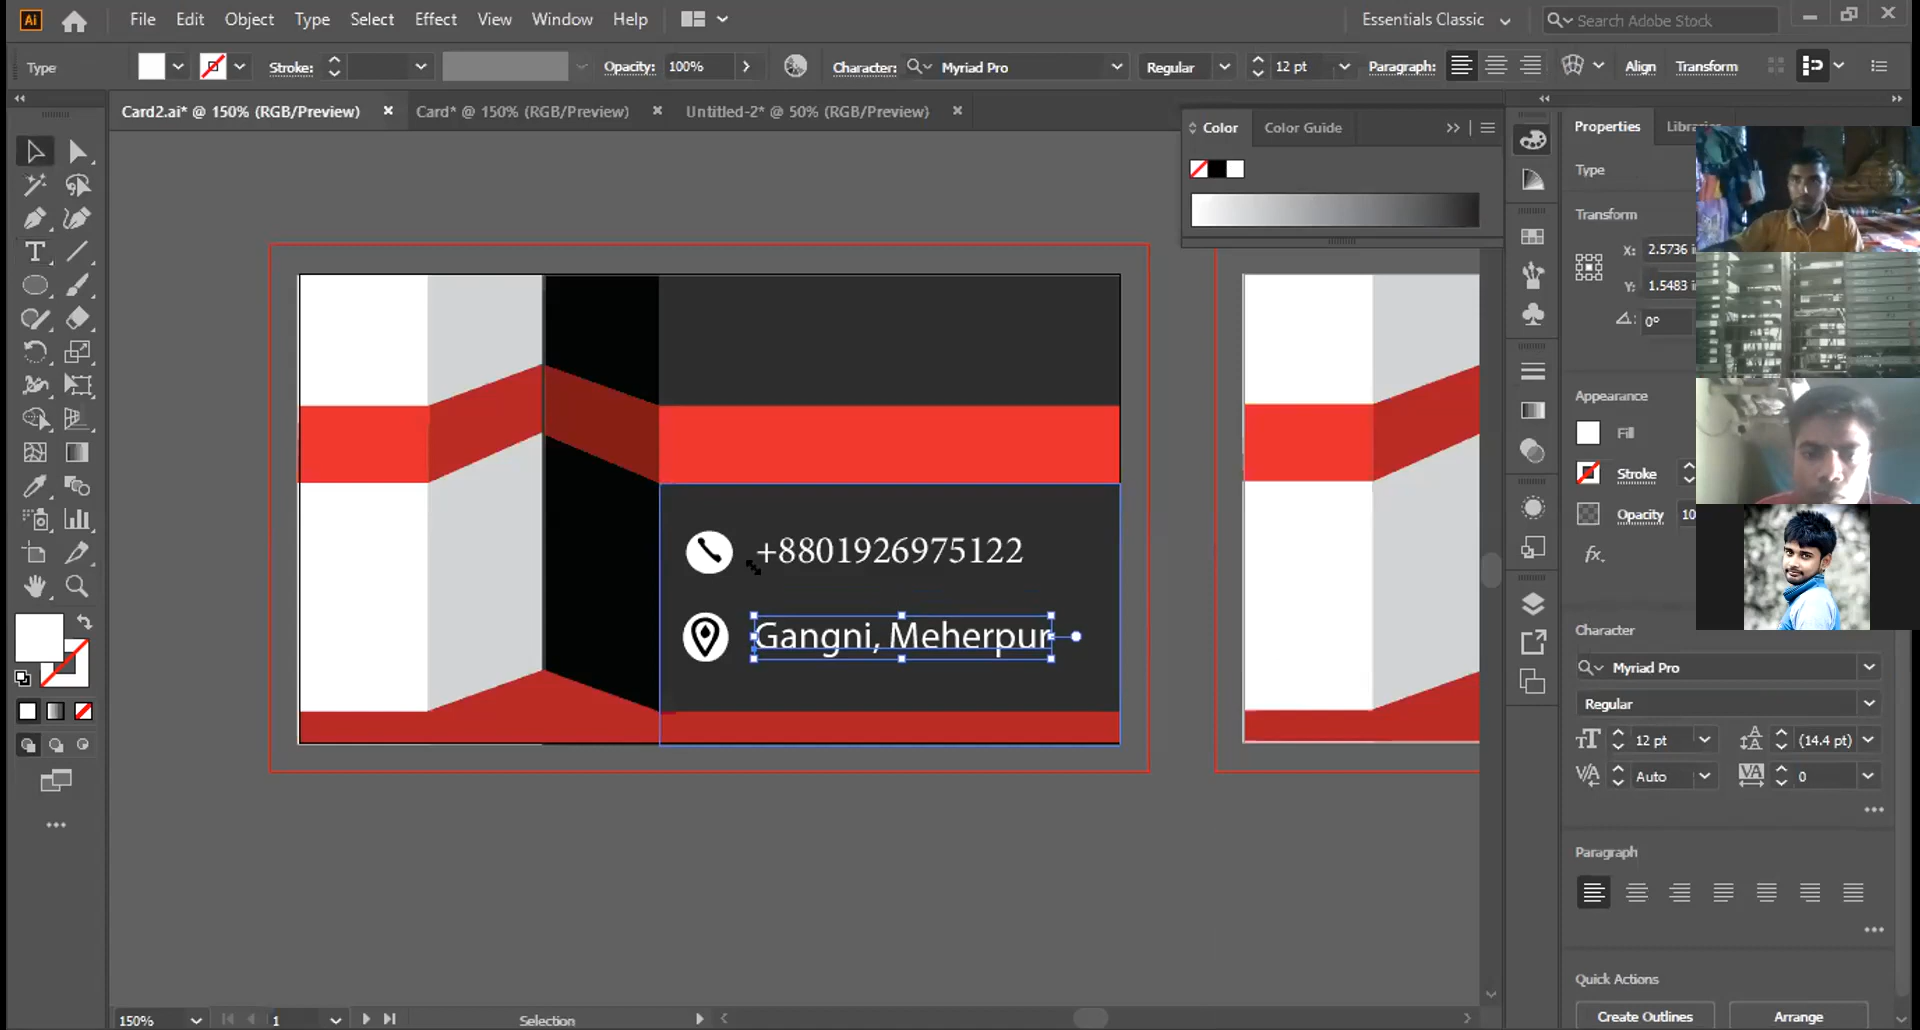 Ai File Edit Object Type Select Effect View Window Help Essentials Classic Search Adobe Stock
Type Stroke: Opacity: 100% Character: Myriad Pro Regular 12 pt Paragraph: Align Transform
Card2.ai* @ 150% (RGB/Preview) Card* @ 150% (RGB/Preview) Untitled-2* @ 50% (RGB/Preview)
Color Color Guide
Properties
Type
Transform
X: 2.5736
Y: 1.5483
0°
Appearance
Fill
Stroke
Opacity
fx.
+8801926975122
Gangni, Meherpur
Character
Myriad Pro
Regular
12 pt (14.4 pt)
Auto 0
Paragraph
Quick Actions
Create Outlines Arrange
150% 1 Selection